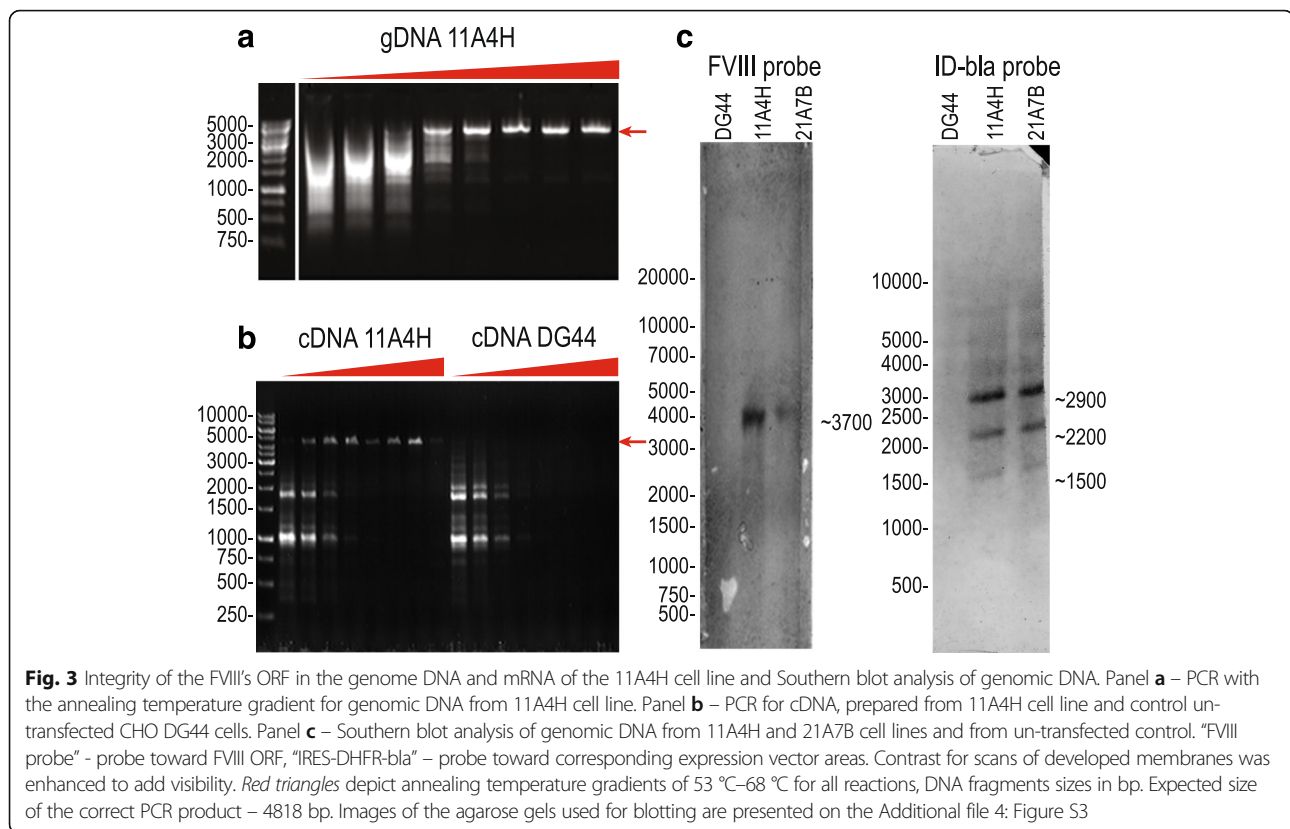 a
gDNA 11A4H
5000-
3000-
2000-
1000-
500-
750-
b
cDNA 11A4H cDNA DG44
10000-
5000-
3000-
2000-
1500-
1000-
750-
500-
250-
c
FVIII probe
DG44
11A4H
21A7B
20000-
10000-
7000-
5000-
4000-
3000-
2000-
1500-
1000-
750-
500-
~3700
ID-bla probe
DG44
11A4H
21A7B
10000-
5000-
4000-
3000-
2500-
2000-
1500-
1000-
500-
~2900
~2200
~1500
Fig. 3 Integrity of the FVIII's ORF in the genome DNA and mRNA of the 11A4H cell line and Southern blot analysis of genomic DNA. Panel a – PCR with
the annealing temperature gradient for genomic DNA from 11A4H cell line. Panel b – PCR for cDNA, prepared from 11A4H cell line and control un-
transfected CHO DG44 cells. Panel c – Southern blot analysis of genomic DNA from 11A4H and 21A7B cell lines and from un-transfected control. "FVIII
probe" - probe toward FVIII ORF, "IRES-DHFR-bla" – probe toward corresponding expression vector areas. Contrast for scans of developed membranes was
enhanced to add visibility. Red triangles depict annealing temperature gradients of 53 °C–68 °C for all reactions, DNA fragments sizes in bp. Expected size
of the correct PCR product – 4818 bp. Images of the agarose gels used for blotting are presented on the Additional file 4: Figure S3